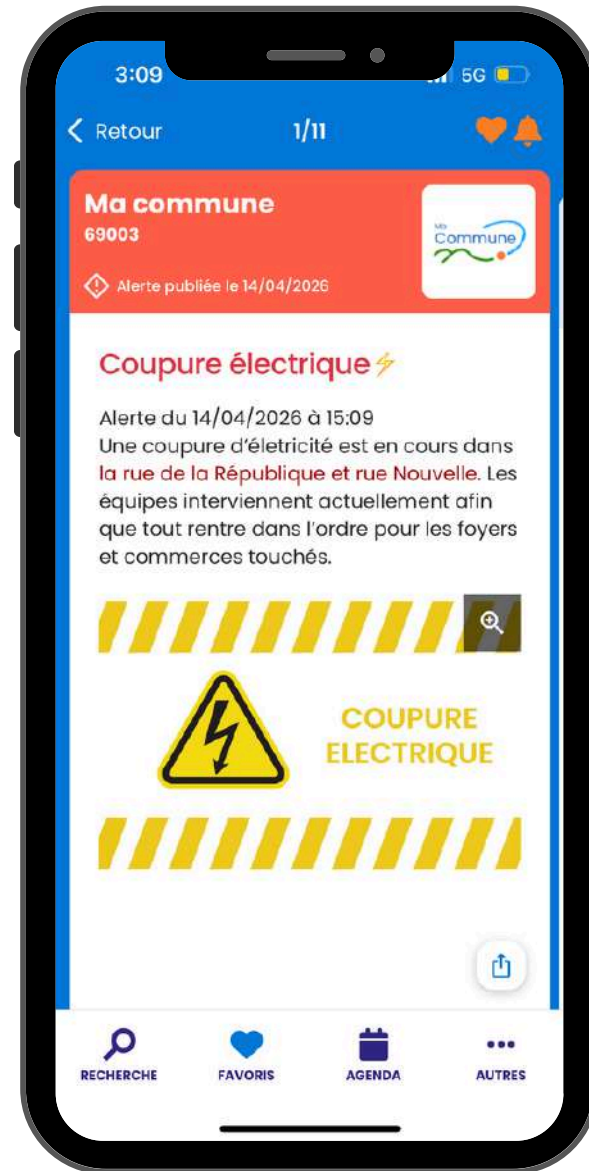 3:09
5G
Retour
1/11
Ma commune
69003
Ma
Commune
Alerte publiée le 14/04/2026
Coupure électrique
Alerte du 14/04/2026 à 15:09
Une coupure d'életricité est en cours dans
la rue de la République et rue Nouvelle. Les
équipes interviennent actuellement afin
que tout rentre dans l'ordre pour les foyers
et commerces touchés.
COUPURE
ELECTRIQUE
RECHERCHE
FAVORIS
AGENDA
AUTRES